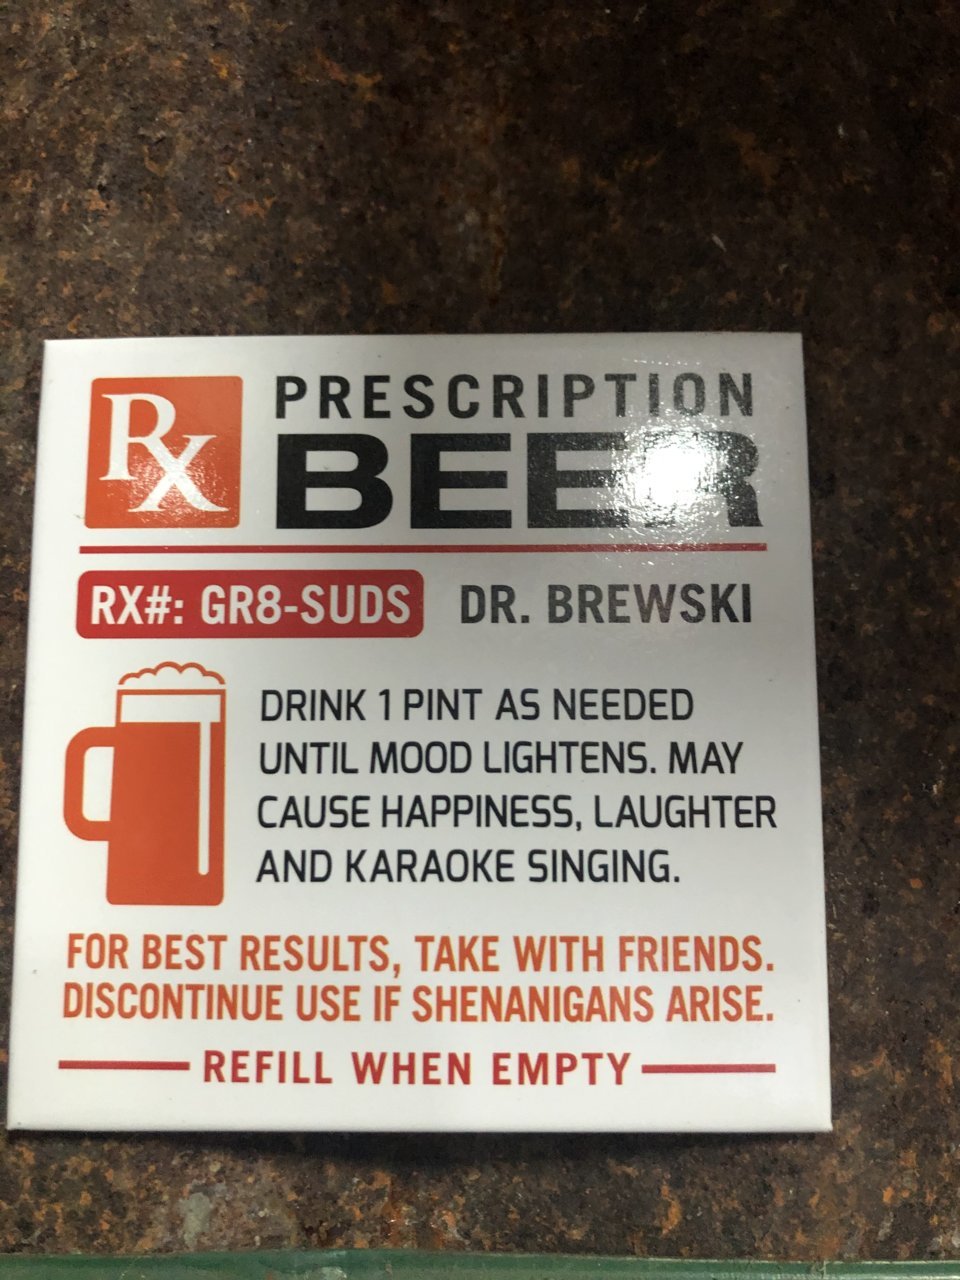 RX PRESCRIPTION
BEER
RX#: GR8-SUDS DR. BREWSKI
DRINK 1 PINT AS NEEDED
UNTIL MOOD LIGHTENS. MAY
CAUSE HAPPINESS, LAUGHTER
AND KARAOKE SINGING.
FOR BEST RESULTS, TAKE WITH FRIENDS.
DISCONTINUE USE IF SHENANIGANS ARISE.
REFILL WHEN EMPTY